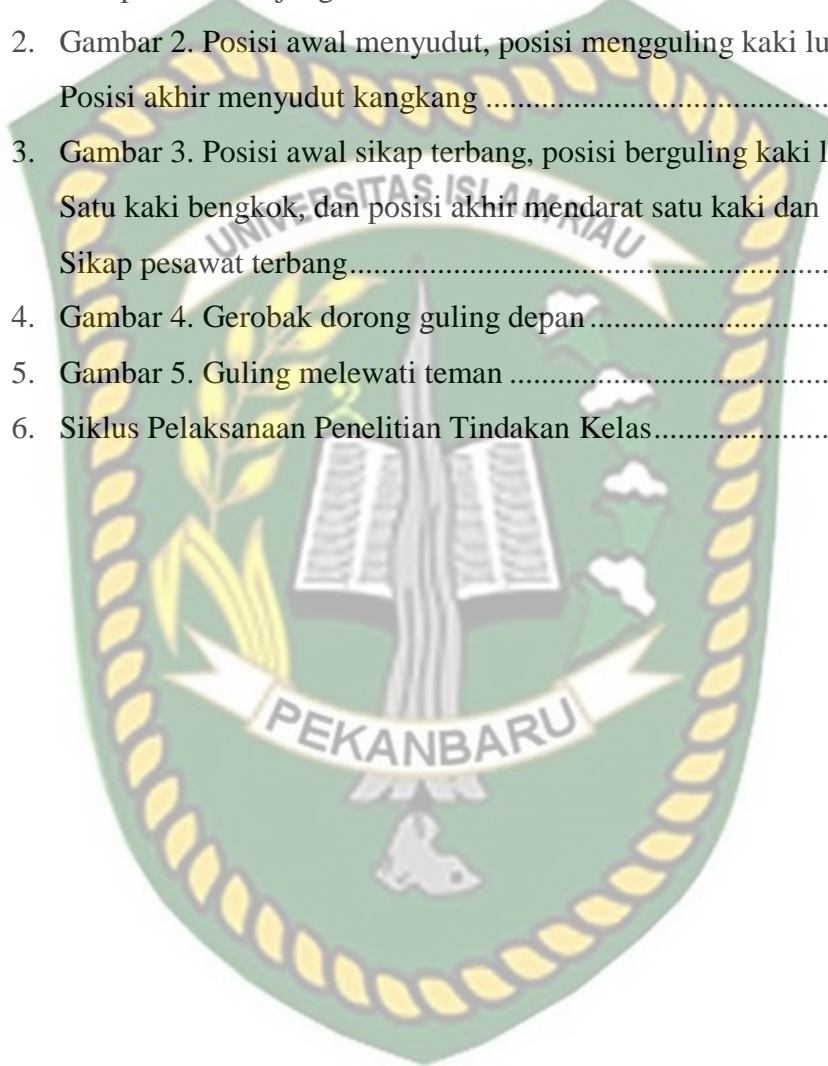 2. Gambar 2. Posisi awal menyudut, posisi mengguling kaki lu
Posisi akhir menyudut kangkang ....................................................
3. Gambar 3. Posisi awal sikap terbang, posisi berguling kaki l
Satu kaki bengkok, dan posisi akhir mendarat satu kaki dan
Sikap pesawat terbang....................................................................
4. Gambar 4. Gerobak dorong guling depan ....................................
5. Gambar 5. Guling melewati teman ................................................
6. Siklus Pelaksanaan Penelitian Tindakan Kelas..........................
UNIVERSITAS ISLAM RIAU
PEKANBARU